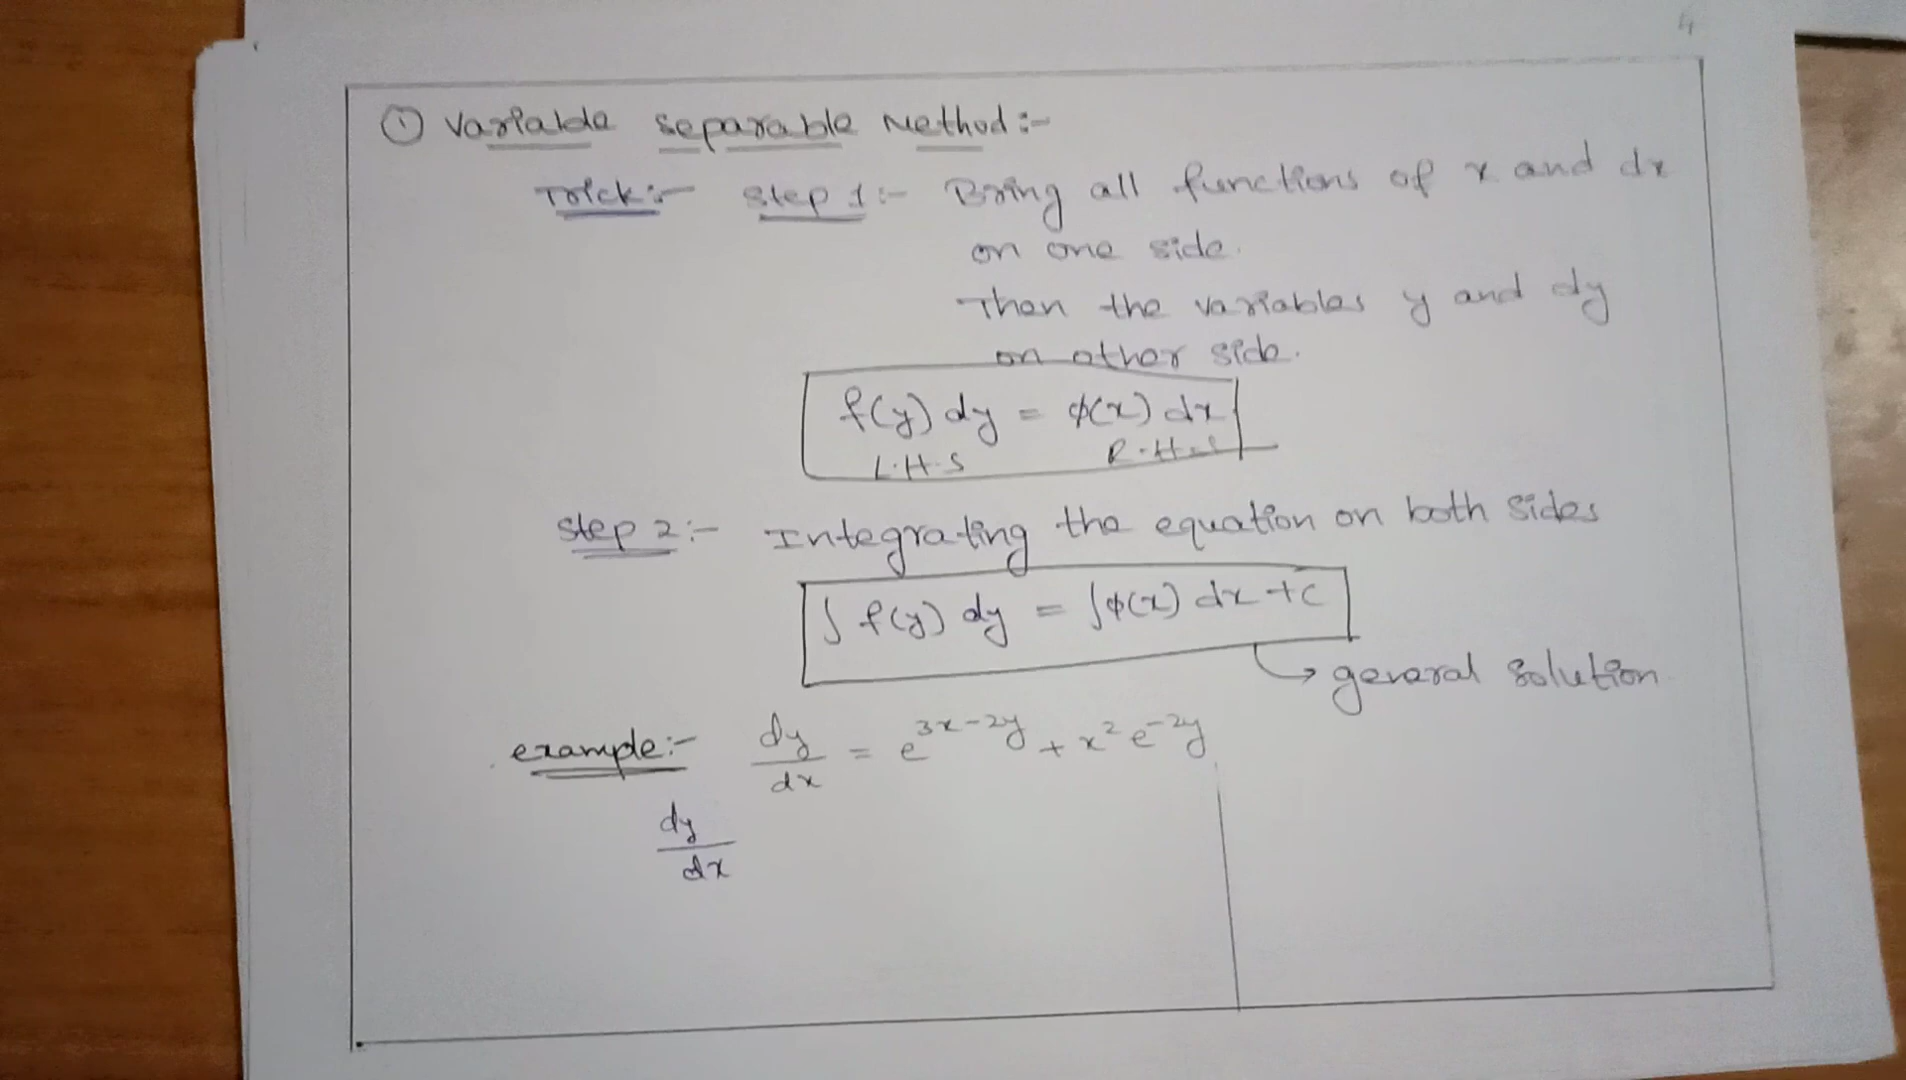 ① Variable separable Method:-
Trick:- step 1:- Bring all functions of x and dx
on one side.
Then the variables y and dy
on other side.
f(y) dy = ϕ(x) dx
L.H.S R.H.S
step 2:- Integrating the equation on both sides
∫ f(y) dy = ∫ϕ(x) dx + c
→ general solution
example:- dy/dx = e^{3x-2y} + x² e^{-2y}
dy/dx